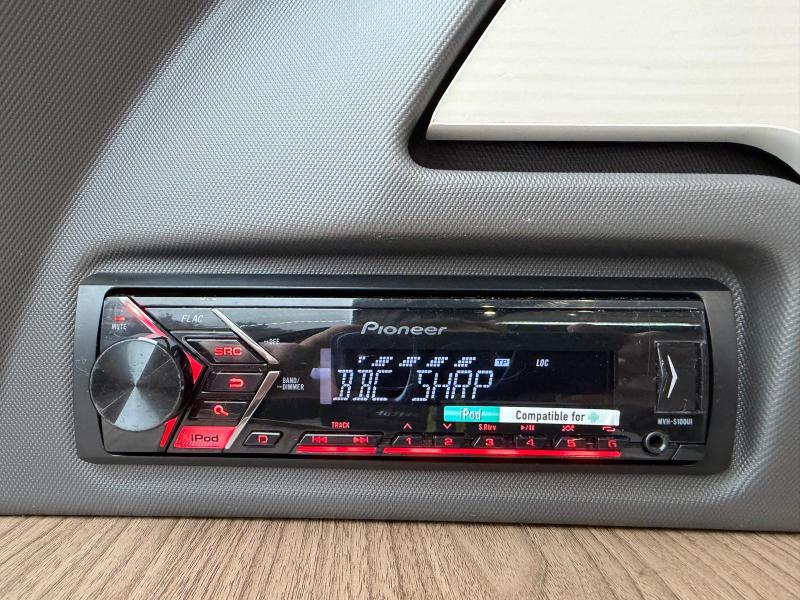 MUTE
FLAC
Pioneer
SRC
OFF
TP
LOC
BBC SHRP
BAND/
DIMMER
iPod Compatible for
MVH-S100UI
TRACK
S.Rtrv
iPod
D
1 2 3 4 5 6